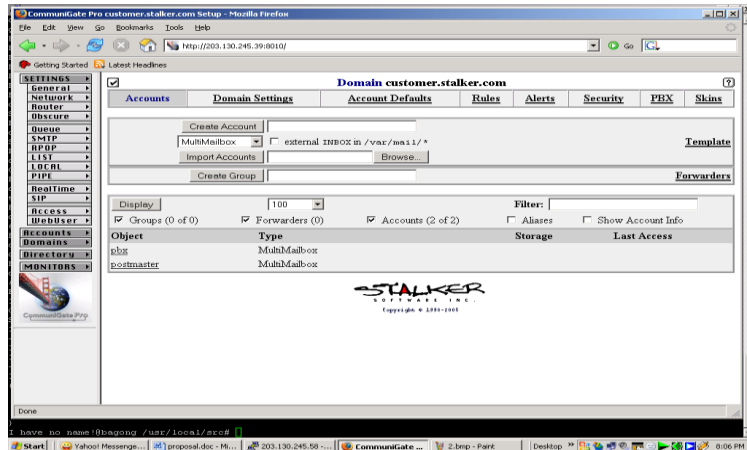 CommuniGate Pro customer.stalker.com Setup - Mozilla Firefox
File Edit View Go Bookmarks Tools Help
http://203.130.245.39:8010/
Go
Getting Started Latest Headlines
SETTINGS
General
Network
Router
Obscure
Queue
SMTP
RPOP
LIST
LOCAL
PIPE
RealTime
SIP
Access
WebUser
Accounts
Domains
Directory
MONITORS
CommuniGate Pro
Domain customer.stalker.com
?
Accounts Domain Settings Account Defaults Rules Alerts Security PBX Skins
Create Account
MultiMailbox external INBOX in /var/mail/* Template
Import Accounts Browse...
Create Group Forwarders
Display 100 Filter:
Groups (0 of 0) Forwarders (0) Accounts (2 of 2) Aliases Show Account Info
Object Type Storage Last Access
pbx MultiMailbox
postmaster MultiMailbox
STALKER
SOFTWARE INC.
Copyright © 1998-2005
Done
I have no name!@bagong /usr/local/src#
Start Yahoo! Messenge... proposal.doc - Mi... 203.130.245.58 -... CommuniGate ... 2.bmp - Paint Desktop 8:06 PM